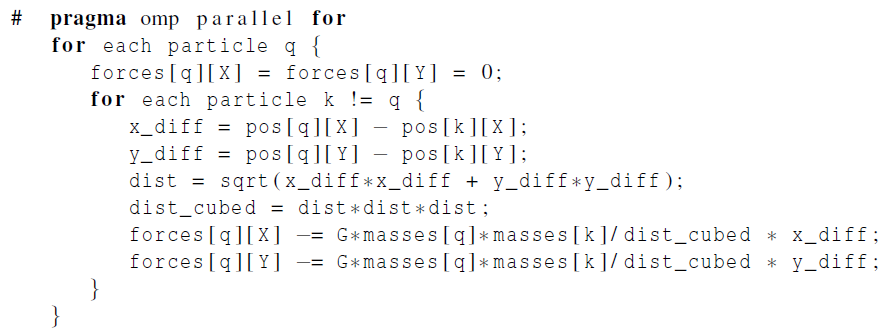 # pragma omp parallel for
for each particle q {
forces[q][X] = forces[q][Y] = 0;
for each particle k != q {
x_diff = pos[q][X] − pos[k][X];
y_diff = pos[q][Y] − pos[k][Y];
dist = sqrt(x_diff*x_diff + y_diff*y_diff);
dist_cubed = dist*dist*dist;
forces[q][X] −= G*masses[q]*masses[k]/dist_cubed * x_diff;
forces[q][Y] −= G*masses[q]*masses[k]/dist_cubed * y_diff;
}
}